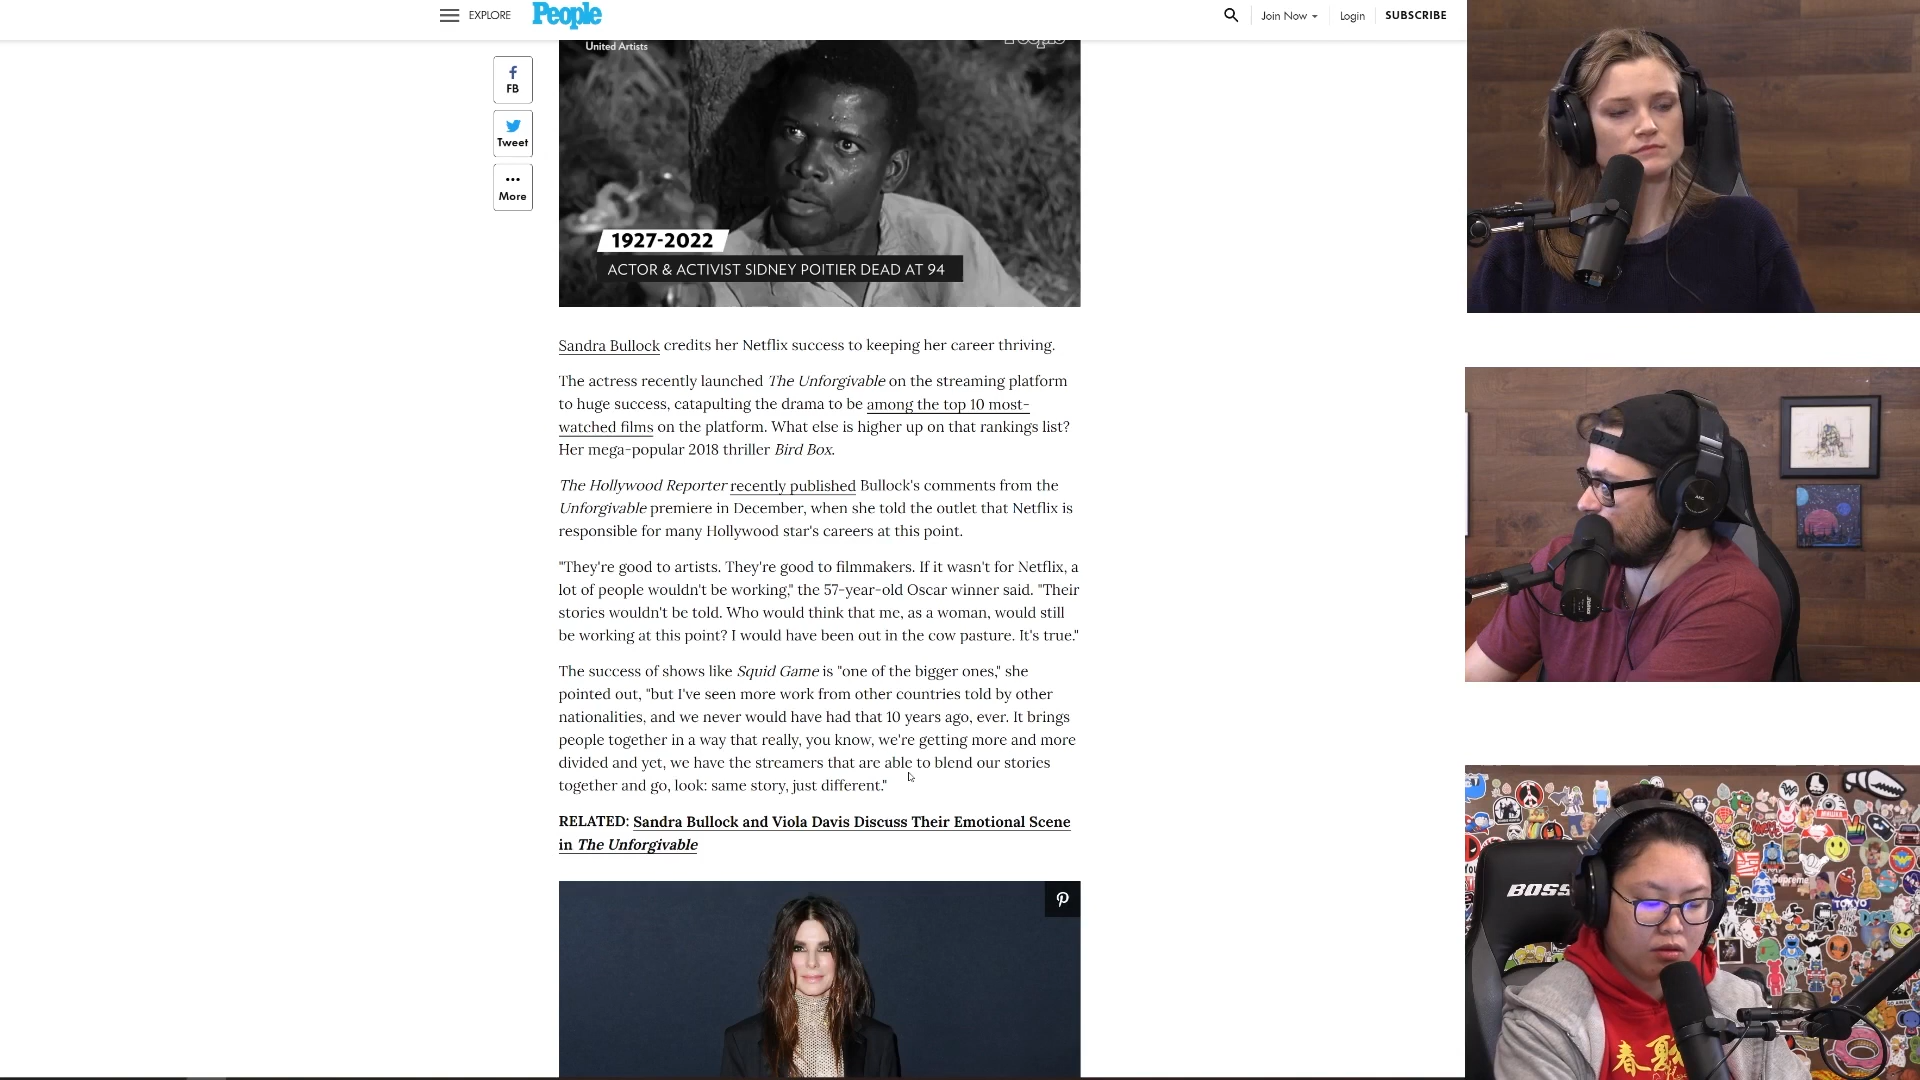 EXPLORE
People
Join Now
Login
SUBSCRIBE
United Artists
People
FB
Tweet
More
1927-2022
ACTOR & ACTIVIST SIDNEY POITIER DEAD AT 94
Sandra Bullock credits her Netflix success to keeping her career thriving.
The actress recently launched The Unforgivable on the streaming platform
to huge success, catapulting the drama to be among the top 10 most-
watched films on the platform. What else is higher up on that rankings list?
Her mega-popular 2018 thriller Bird Box.
The Hollywood Reporter recently published Bullock's comments from the
Unforgivable premiere in December, when she told the outlet that Netflix is
responsible for many Hollywood star's careers at this point.
"They're good to artists. They're good to filmmakers. If it wasn't for Netflix, a
lot of people wouldn't be working," the 57-year-old Oscar winner said. "Their
stories wouldn't be told. Who would think that me, as a woman, would still
be working at this point? I would have been out in the cow pasture. It's true."
The success of shows like Squid Game is "one of the bigger ones," she
pointed out, "but I've seen more work from other countries told by other
nationalities, and we never would have had that 10 years ago, ever. It brings
people together in a way that really, you know, we're getting more and more
divided and yet, we have the streamers that are able to blend our stories
together and go, look: same story, just different."
RELATED: Sandra Bullock and Viola Davis Discuss Their Emotional Scene
in The Unforgivable
BOSS
Supreme
TOKYO
春